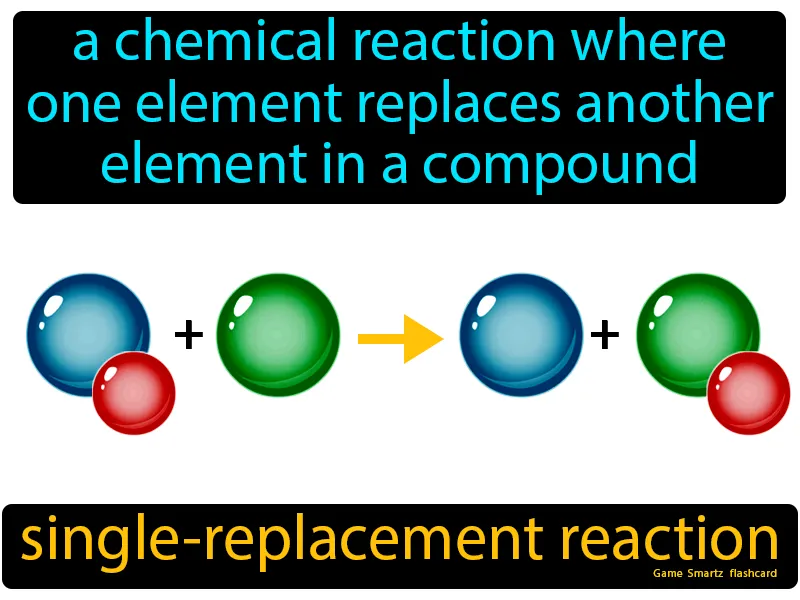 a chemical reaction where
one element replaces another
element in a compound
+ +
single-replacement reaction
Game Smartz flashcard